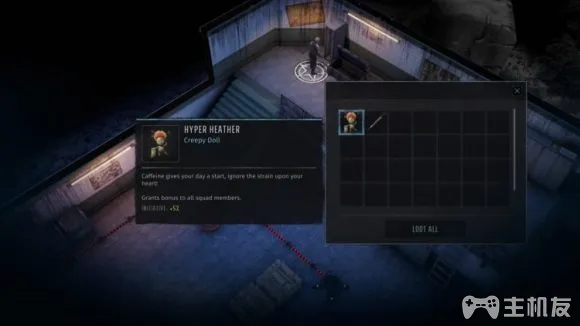 HYPER HEATHER
Creepy Doll
Caffeine gives your day a start, ignore the strain upon your
heart!
Grants bonus to all squad members.
INITIATIVE: +52
LOOT ALL
主机友